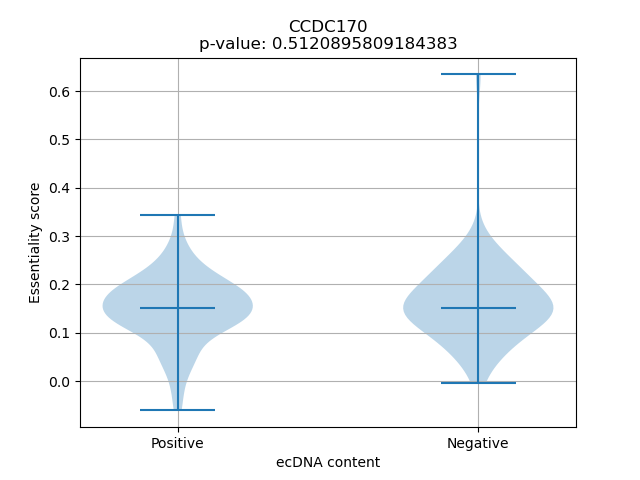 CCDC170
p-value: 0.5120895809184383
Essentiality score
0.6
0.5
0.4
0.3
0.2
0.1
0.0
Positive
Negative
ecDNA content